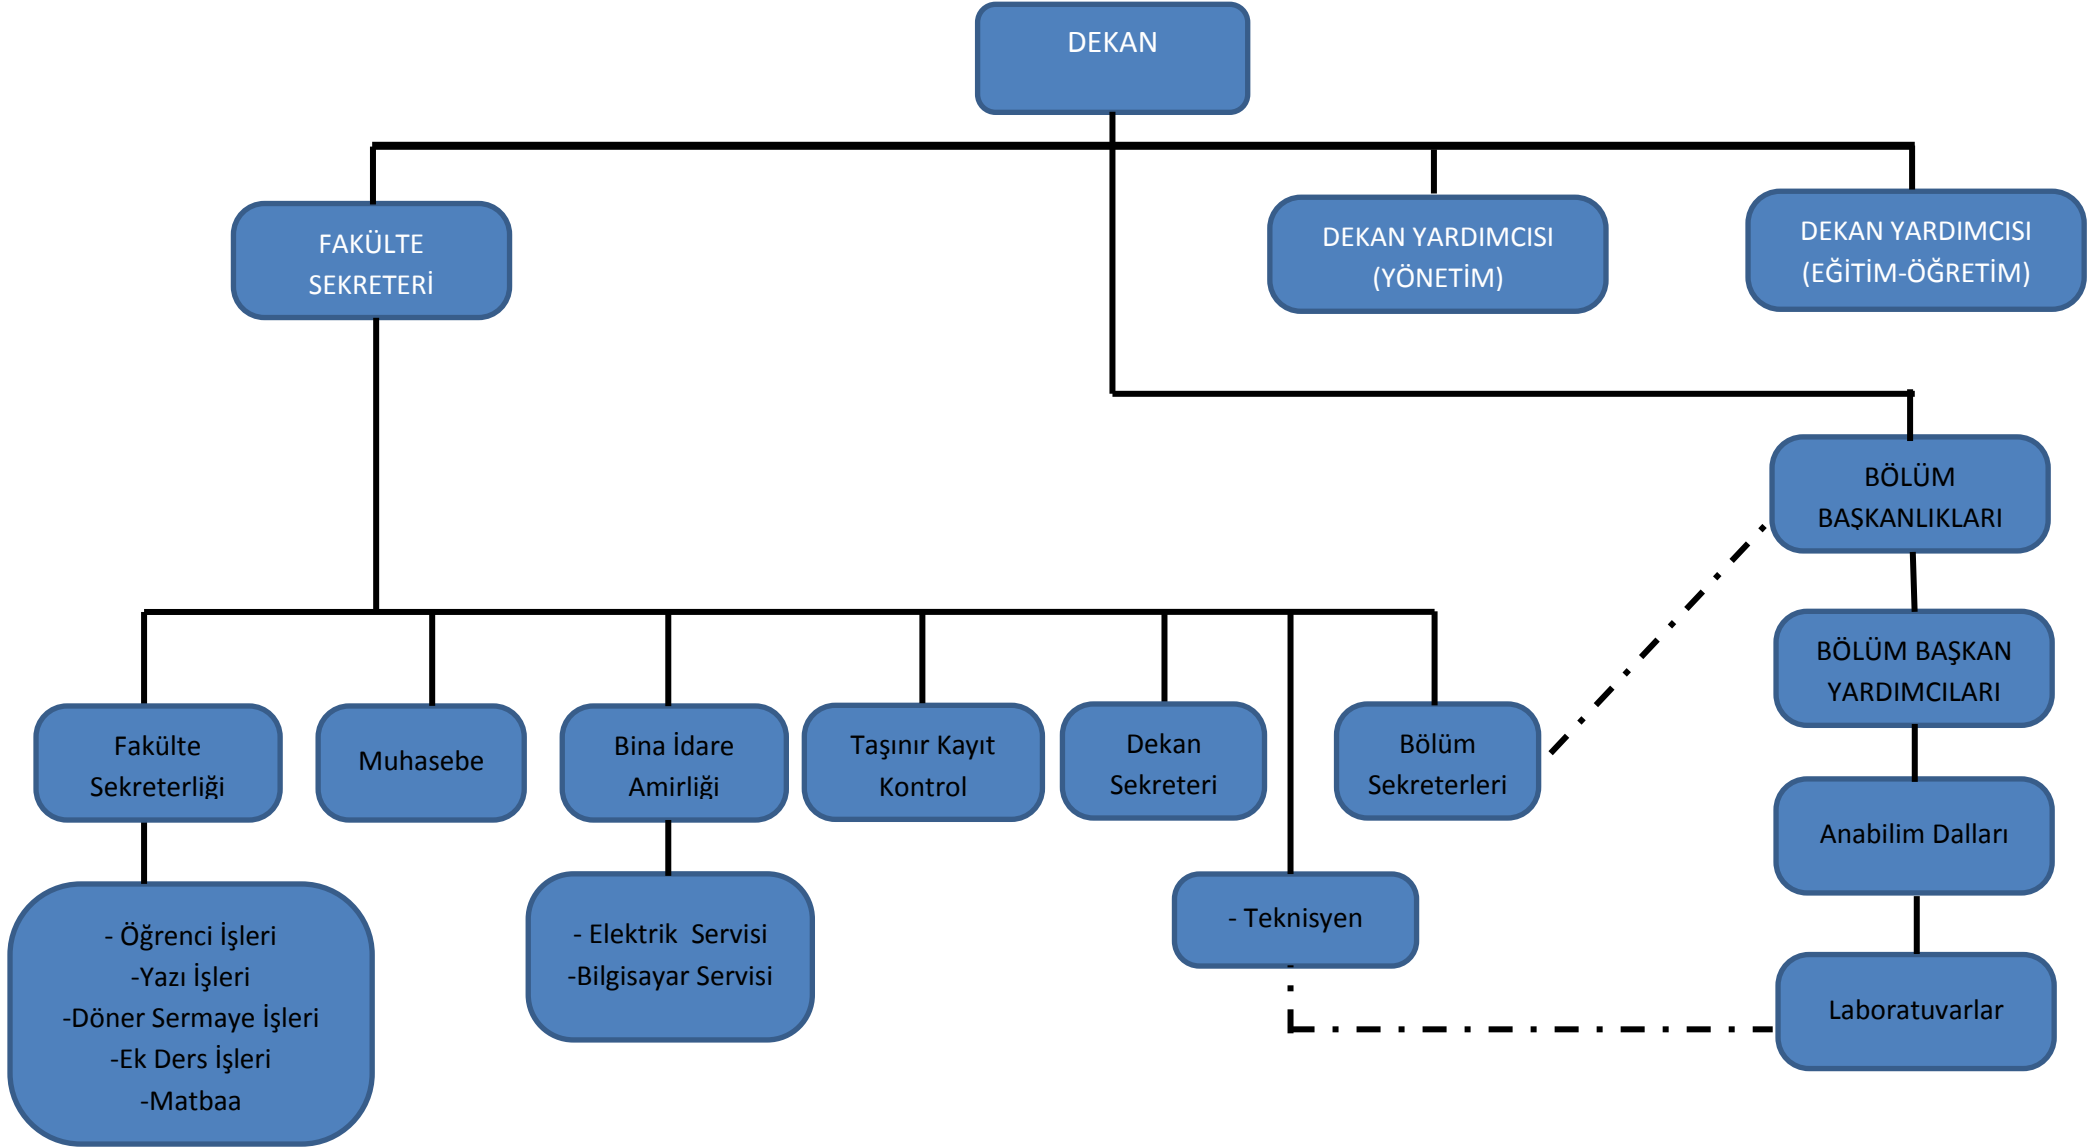 DEKAN
FAKÜLTE
SEKRETERİ
DEKAN YARDIMCISI
(YÖNETİM)
DEKAN YARDIMCISI
(EĞİTİM-ÖĞRETİM)
BÖLÜM
BAŞKANLIKLARI
BÖLÜM BAŞKAN
YARDIMCILARI
Fakülte
Sekreterliği
Muhasebe
Bina İdare
Amirliği
Taşınır Kayıt
Kontrol
Dekan
Sekreteri
Bölüm
Sekreterleri
Anabilim Dalları
- Öğrenci İşleri
-Yazı İşleri
-Döner Sermaye İşleri
-Ek Ders İşleri
-Matbaa
- Elektrik  Servisi
-Bilgisayar Servisi
- Teknisyen
Laboratuvarlar